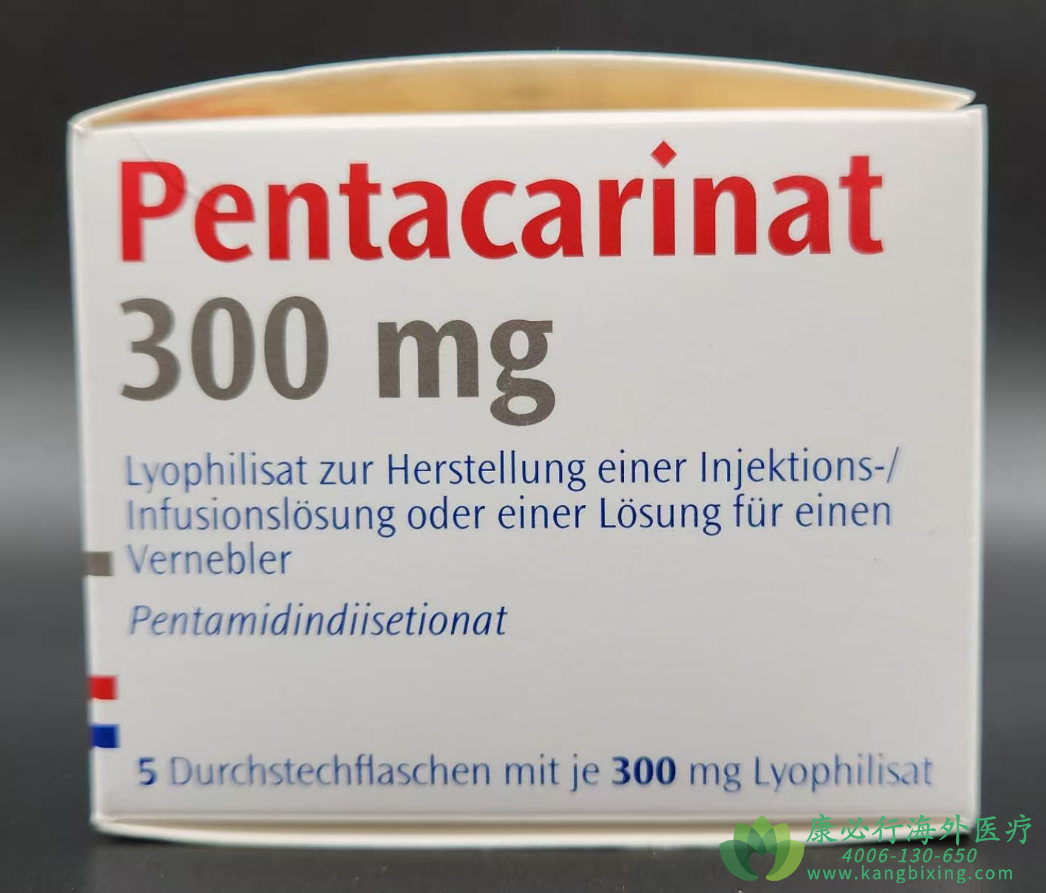 Pentacarinat
300 mg
Lyophilisat zur Herstellung einer Injektions-/
Infusionslösung oder einer Lösung für einen
Vernebler
Pentamidindiisetionat
5 Durchstechflaschen mit je 300 mg Lyophilisat
康必行海外医疗
4006-130-650
www.kangbixing.com